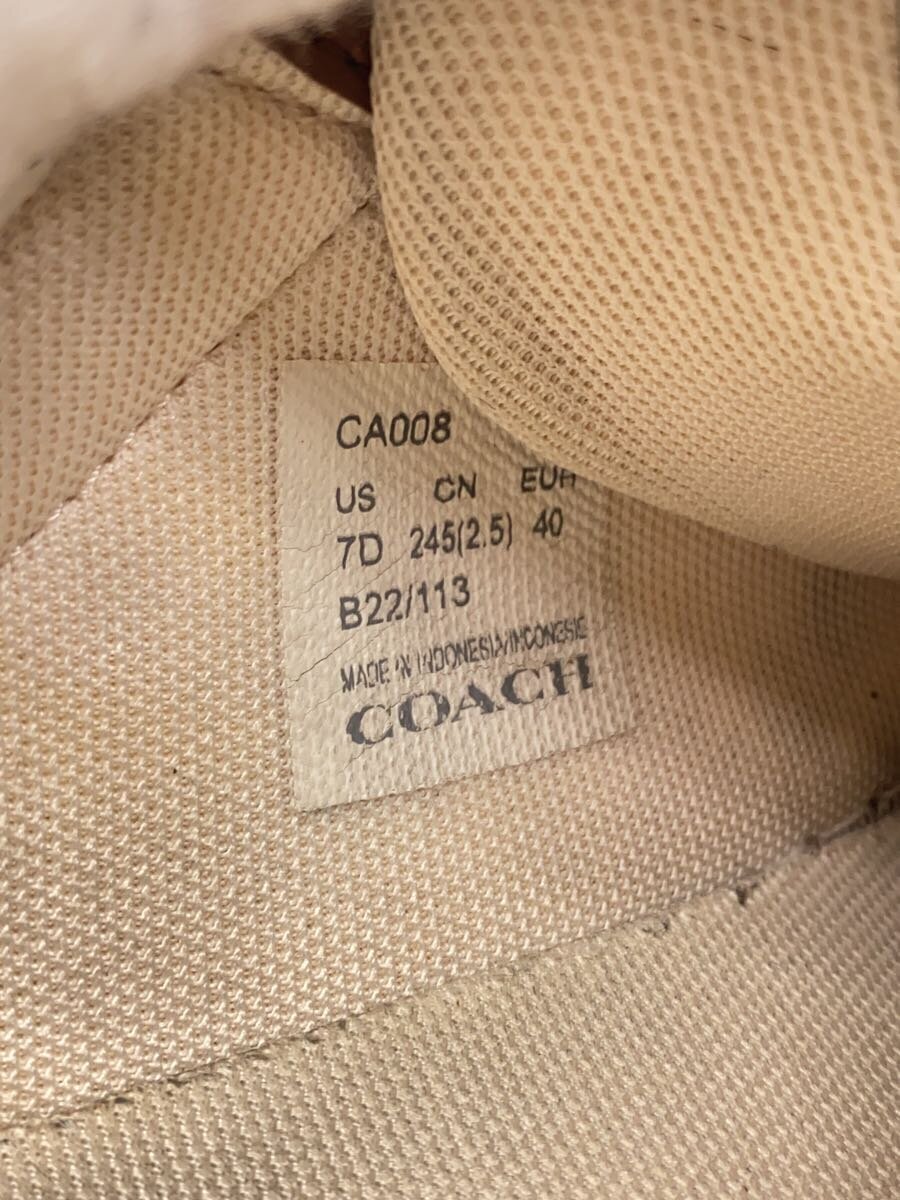 CA008
US CN EUR
7D 245(2.5) 40
B22/113
MADE IN INDONESIA/INDONESIE
COACH